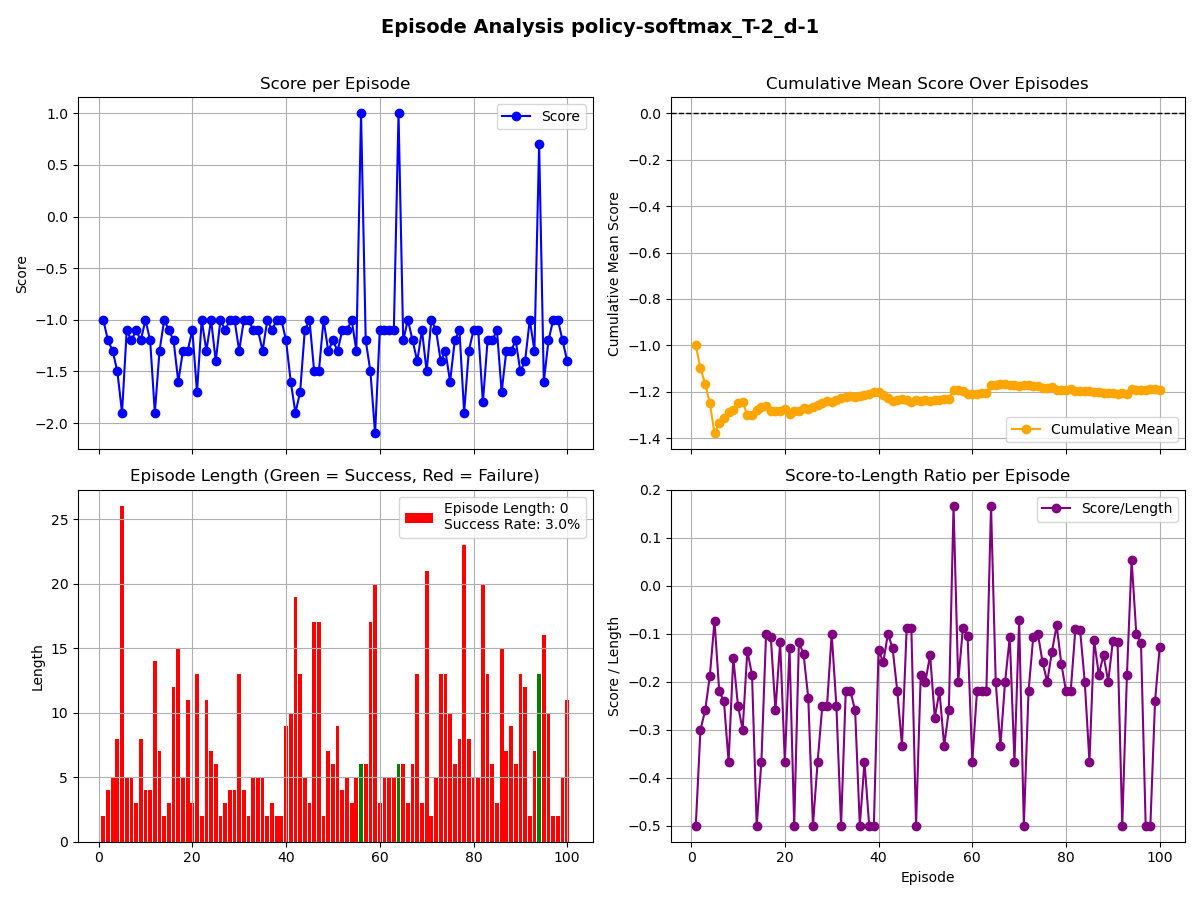 Episode Analysis policy-softmax_T-2_d-1
Score per Episode
Score
1.0
0.5
0.0
−0.5
−1.0
−1.5
−2.0
Score
Cumulative Mean Score Over Episodes
0.0
−0.2
−0.4
−0.6
−0.8
−1.0
−1.2
−1.4
Cumulative Mean Score
Cumulative Mean
Episode Length (Green = Success, Red = Failure)
Episode Length: 0
Success Rate: 3.0%
25
20
15
10
5
0
Length
0 20 40 60 80 100
Score-to-Length Ratio per Episode
Score/Length
0.2
0.1
0.0
−0.1
−0.2
−0.3
−0.4
−0.5
Score / Length
0 20 40 60 80 100
Episode